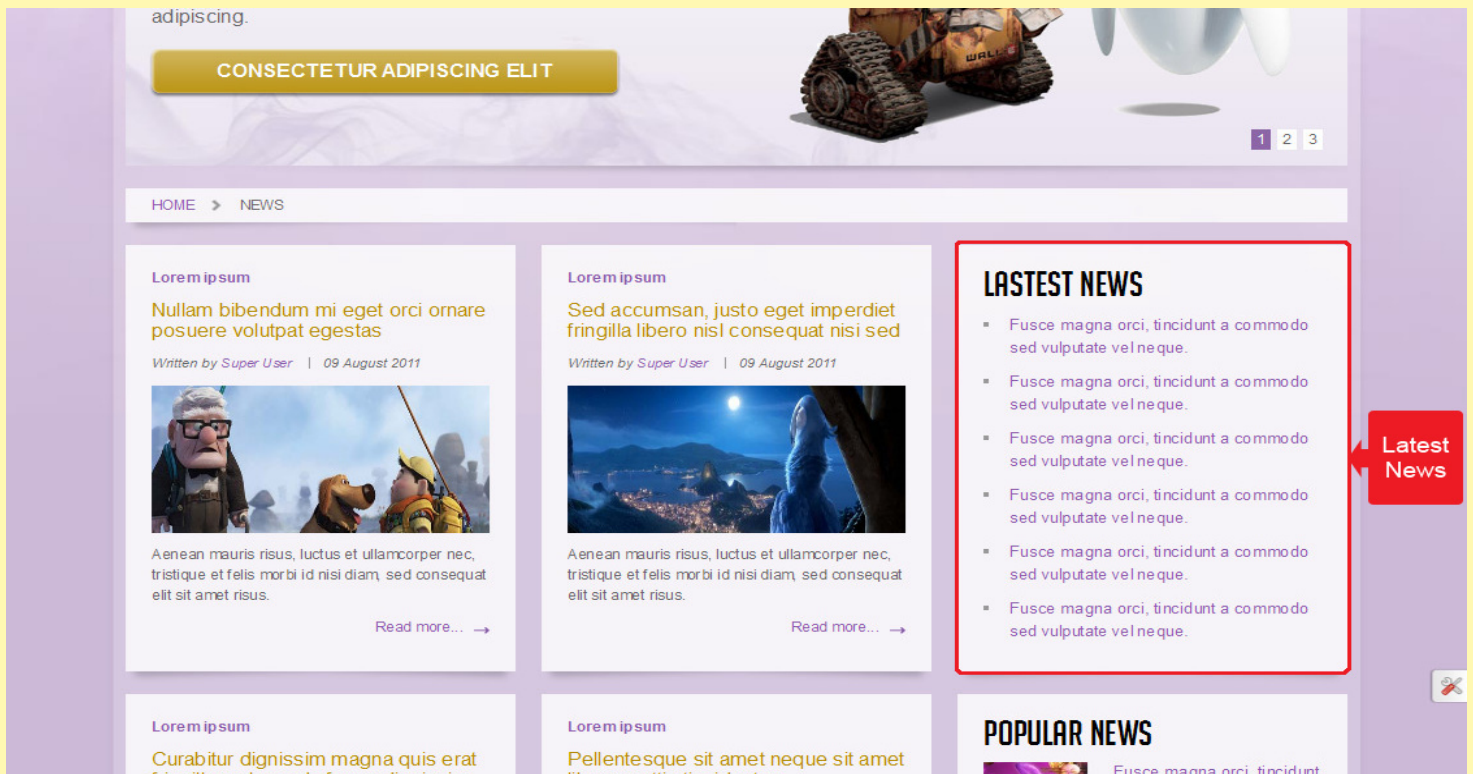 adipiscing.
CONSECTETUR ADIPISCING ELIT
WALL·E
1 2 3
HOME > NEWS
Lorem ipsum
Nullam bibendum mi eget orci ornare
posuere volutpat egestas
Written by Super User | 09 August 2011
Aenean mauris risus, luctus et ullamcorper nec,
tristique et felis morbi id nisi diam, sed consequat
elit sit amet risus.
Read more... →
Lorem ipsum
Sed accumsan, justo eget imperdiet
fringilla libero nisl consequat nisi sed
Written by Super User | 09 August 2011
Aenean mauris risus, luctus et ullamcorper nec,
tristique et felis morbi id nisi diam, sed consequat
elit sit amet risus.
Read more... →
LASTEST NEWS
Fusce magna orci, tincidunt a commodo
sed vulputate vel neque.
Fusce magna orci, tincidunt a commodo
sed vulputate vel neque.
Fusce magna orci, tincidunt a commodo
sed vulputate vel neque.
Fusce magna orci, tincidunt a commodo
sed vulputate vel neque.
Fusce magna orci, tincidunt a commodo
sed vulputate vel neque.
Fusce magna orci, tincidunt a commodo
sed vulputate vel neque.
Latest
News
Lorem ipsum
Curabitur dignissim magna quis erat
Lorem ipsum
Pellentesque sit amet neque sit amet
POPULAR NEWS
Fusce magna orci, tincidunt